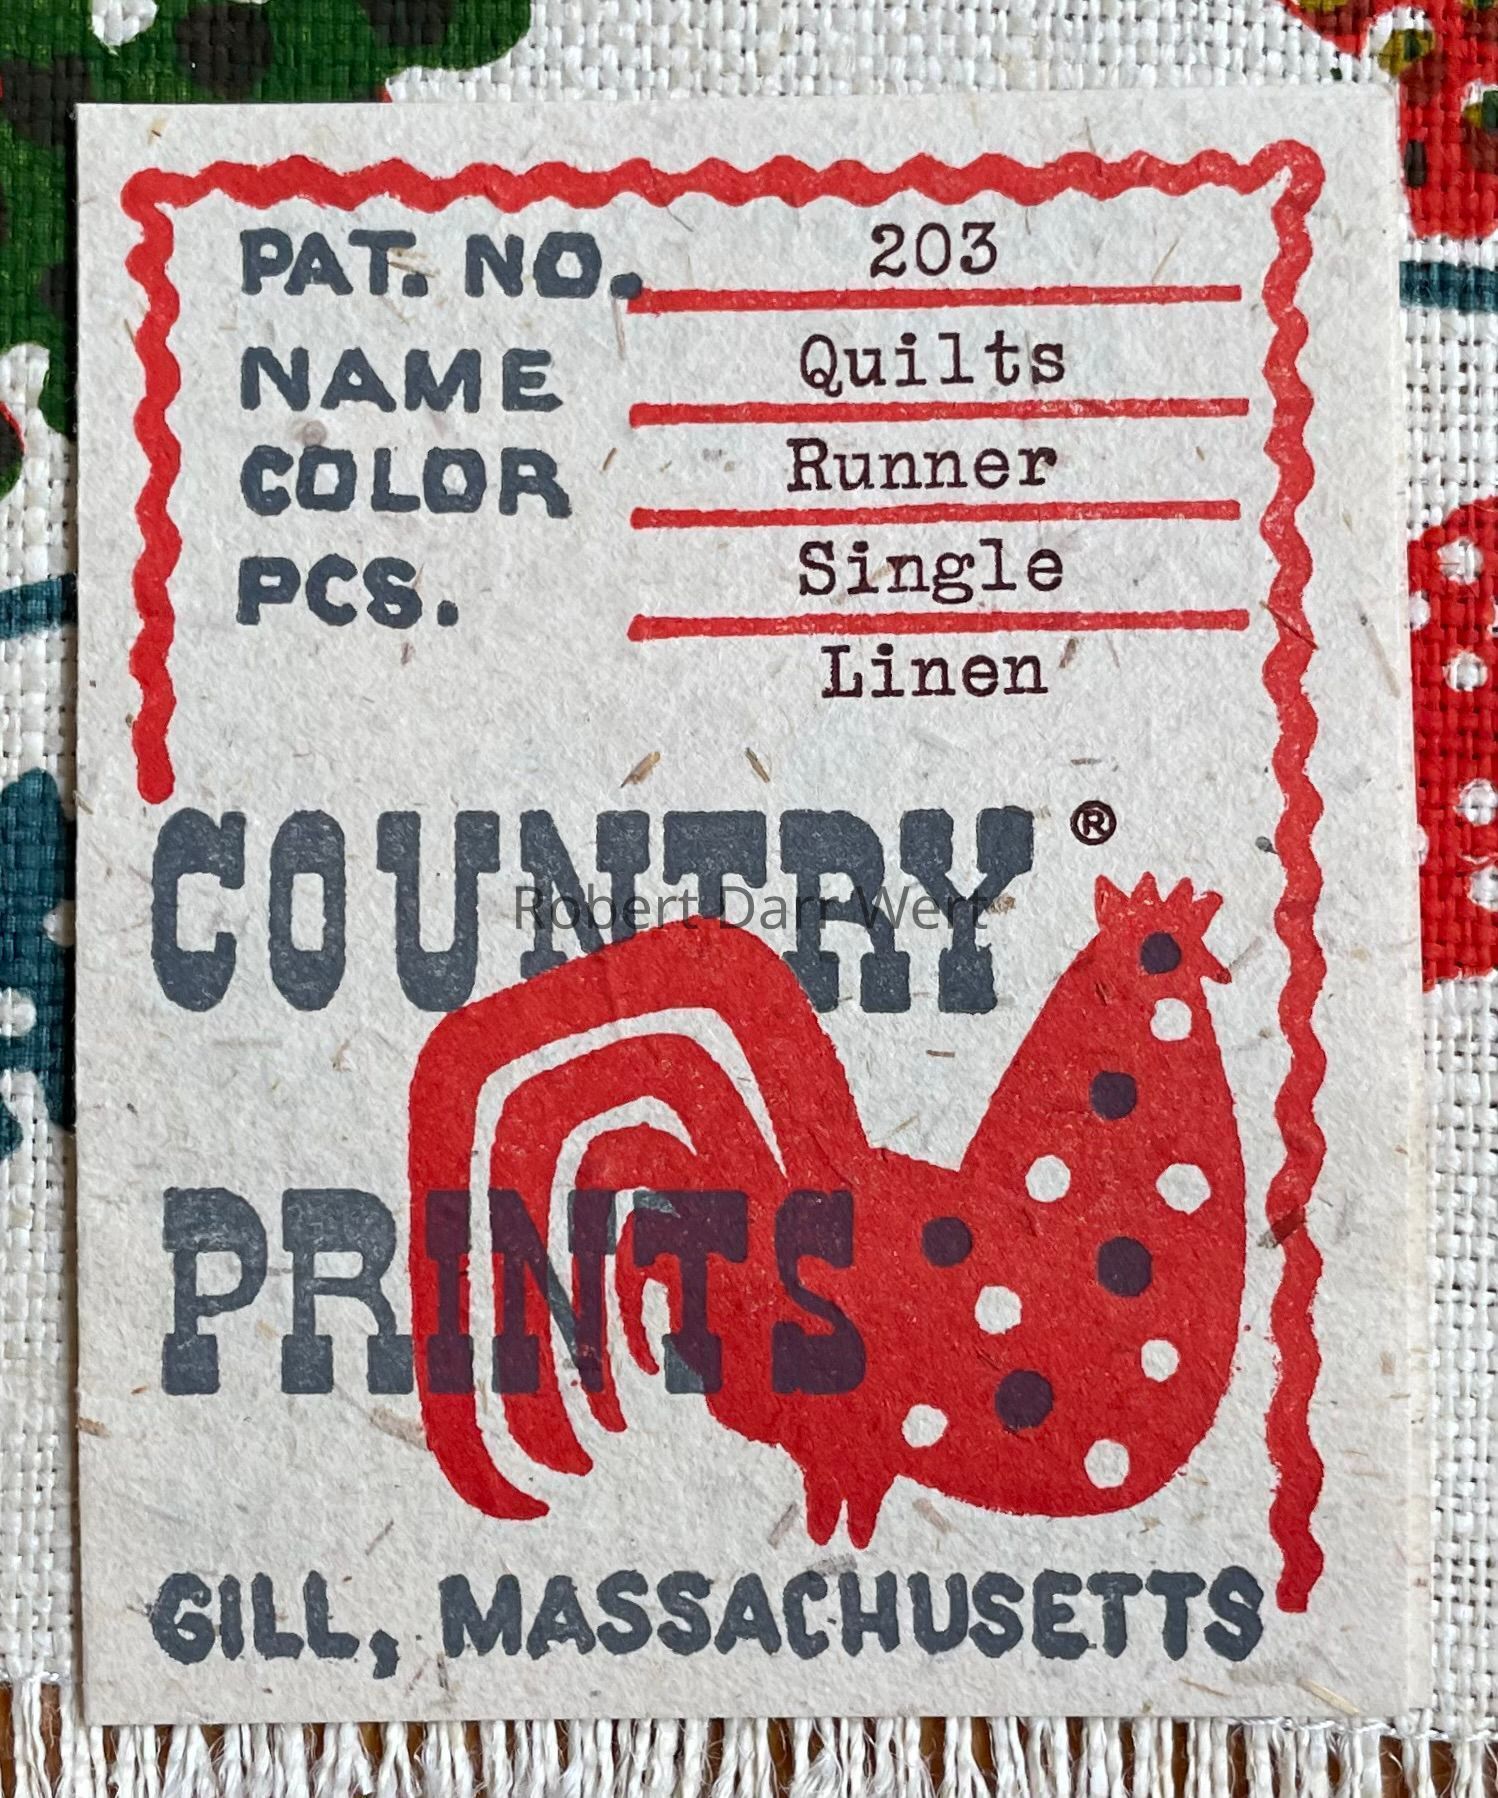 PAT. NO. 203
NAME Quilts
COLOR Runner
PCS. Single
Linen
COUNTRY ®
Robert Darr Wert
PRINTS
GILL, MASSACHUSETTS